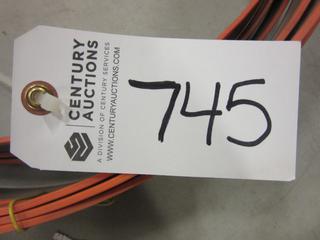 CENTURY
AUCTIONS
A DIVISION OF CENTURY SERVICES
WWW.CENTURYAUCTIONS.COM
745